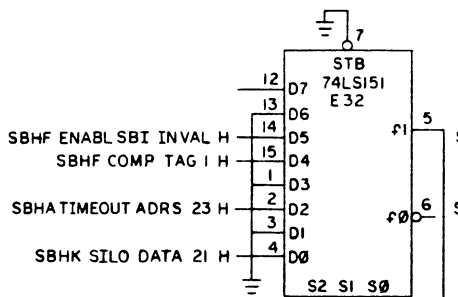 7
STB
74LS151
E32
12 D7
13 D6
SBHF ENABL SBI INVAL H 14 D5
SBHF COMP TAG 1 H 15 D4
1 D3
SBHA TIMEOUT ADRS 23 H 2 D2
3 D1
SBHK SILO DATA 21 H 4 D0
f1 5
f0 6
S2 S1 S0
S
S